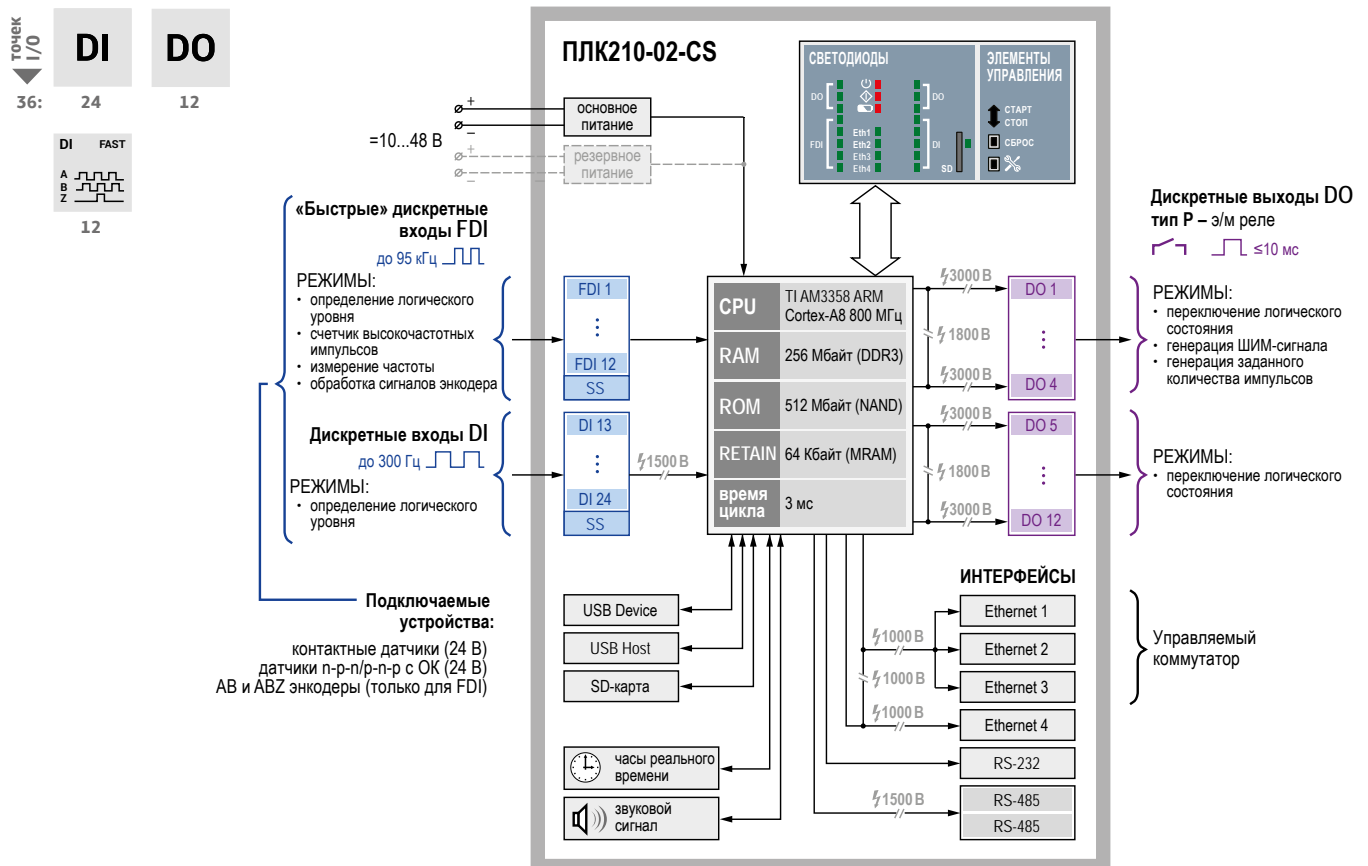 точек
I/O
DI
DO
36:
24
12
DI FAST
A
B
Z
12
ПЛК210-02-CS
=10...48 В
+
−
основное
питание
+
−
резервное
питание
СВЕТОДИОДЫ
DO
DO
FDI
DI
Eth1
Eth2
Eth3
Eth4
SD
ЭЛЕМЕНТЫ
УПРАВЛЕНИЯ
СТАРТ
СТОП
СБРОС
«Быстрые» дискретные
входы FDI
до 95 кГц
РЕЖИМЫ:
• определение логического
уровня
• счетчик высокочастотных
импульсов
• измерение частоты
• обработка сигналов энкодера
Дискретные входы DI
до 300 Гц
РЕЖИМЫ:
• определение логического
уровня
Подключаемые
устройства:
контактные датчики (24 В)
датчики n-p-n/p-n-p с ОК (24 В)
AB и ABZ энкодеры (только для FDI)
FDI 1
FDI 12
SS
DI 13
DI 24
SS
1500 В
CPU
TI AM3358 ARM
Cortex-A8 800 МГц
RAM
256 Мбайт (DDR3)
ROM
512 Мбайт (NAND)
RETAIN
64 Кбайт (MRAM)
время
цикла
3 мс
3000 В
1800 В
3000 В
3000 В
1800 В
3000 В
DO 1
DO 4
DO 5
DO 12
Дискретные выходы DO
тип Р – э/м реле
≤10 мс
РЕЖИМЫ:
• переключение логического
состояния
• генерация ШИМ-сигнала
• генерация заданного
количества импульсов
РЕЖИМЫ:
• переключение логического
состояния
USB Device
USB Host
SD-карта
часы реального
времени
звуковой
сигнал
ИНТЕРФЕЙСЫ
1000 В
1000 В
1000 В
1500 В
Ethernet 1
Ethernet 2
Ethernet 3
Ethernet 4
RS-232
RS-485
RS-485
Управляемый
коммутатор